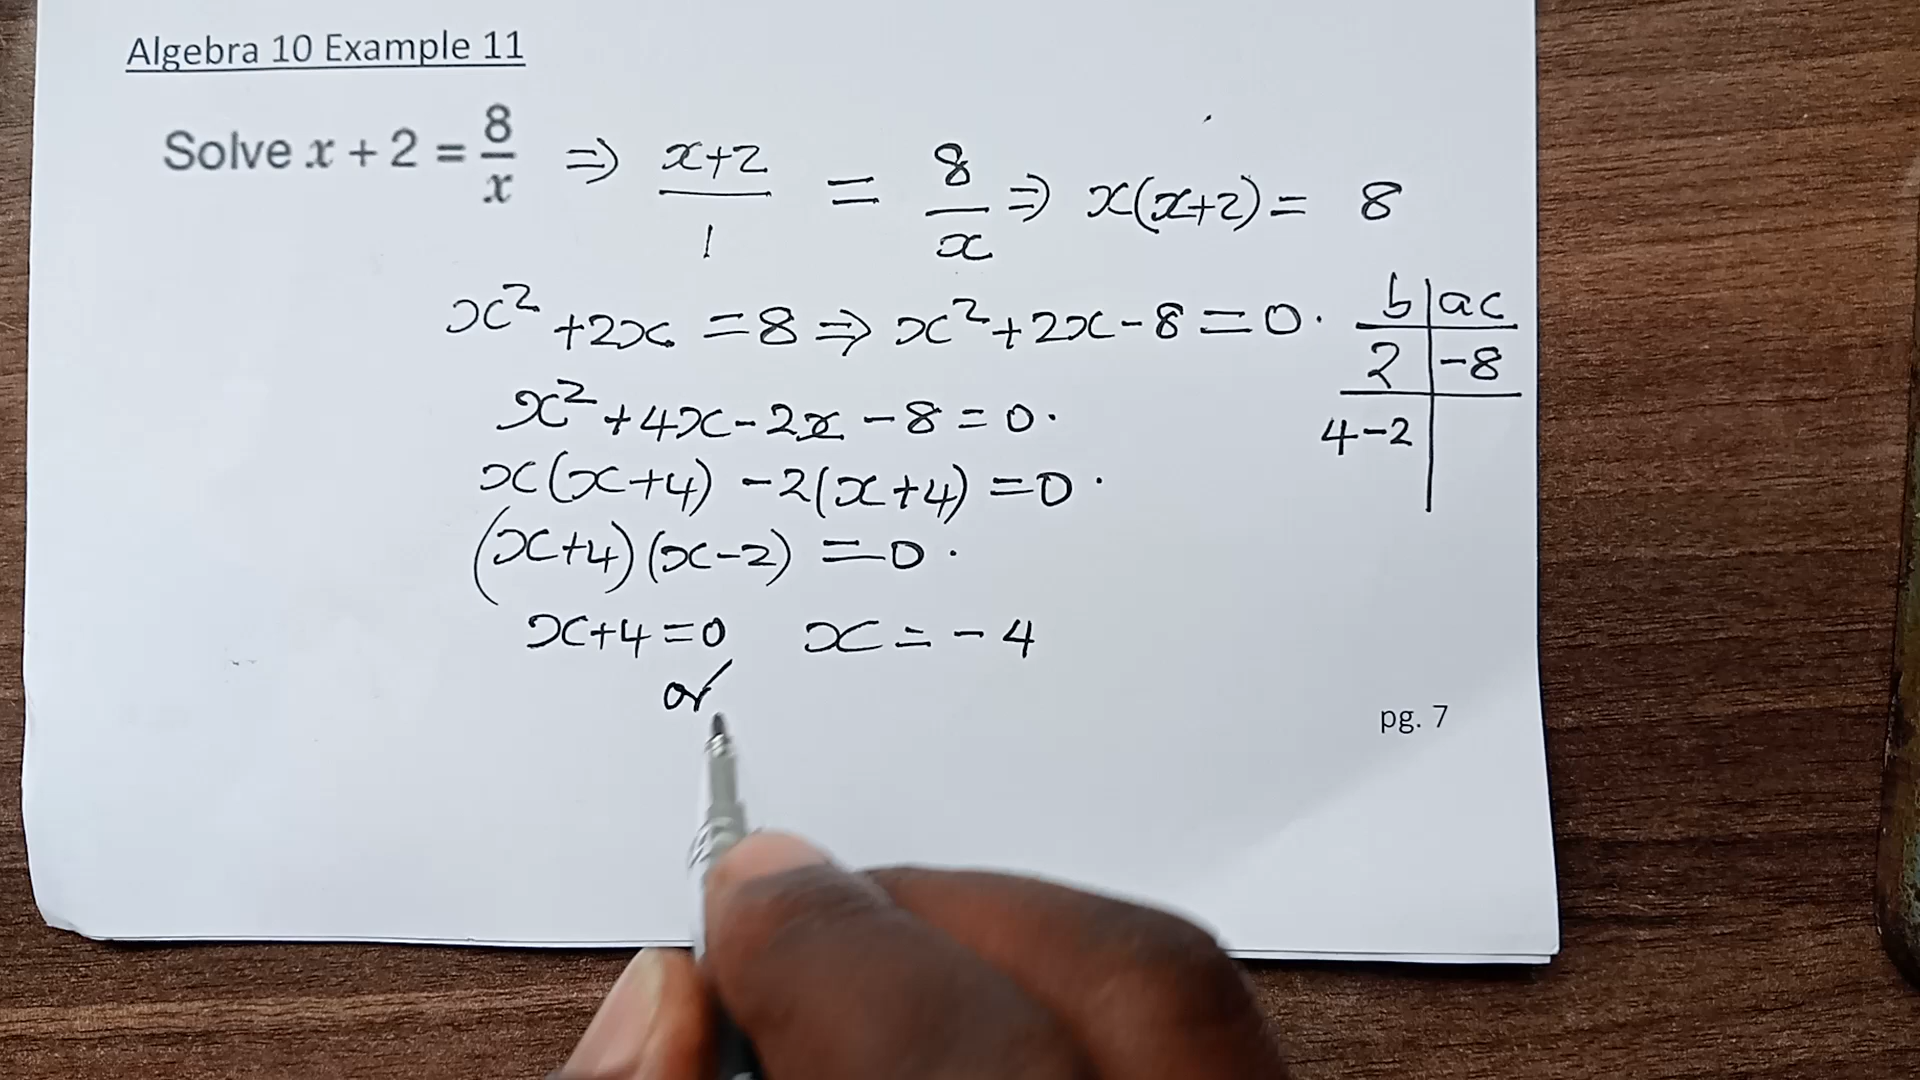 Algebra 10 Example 11
Solve x + 2 = 8/x ⇒ x+2/1 = 8/x ⇒ x(x+2) = 8
x² +2x = 8 ⇒ x² + 2x - 8 = 0.
b | ac
2 | -8
4 -2
x² + 4x - 2x - 8 = 0.
x(x+4) - 2(x+4) = 0.
(x+4)(x-2) = 0.
x+4 = 0 x = - 4
or
pg. 7